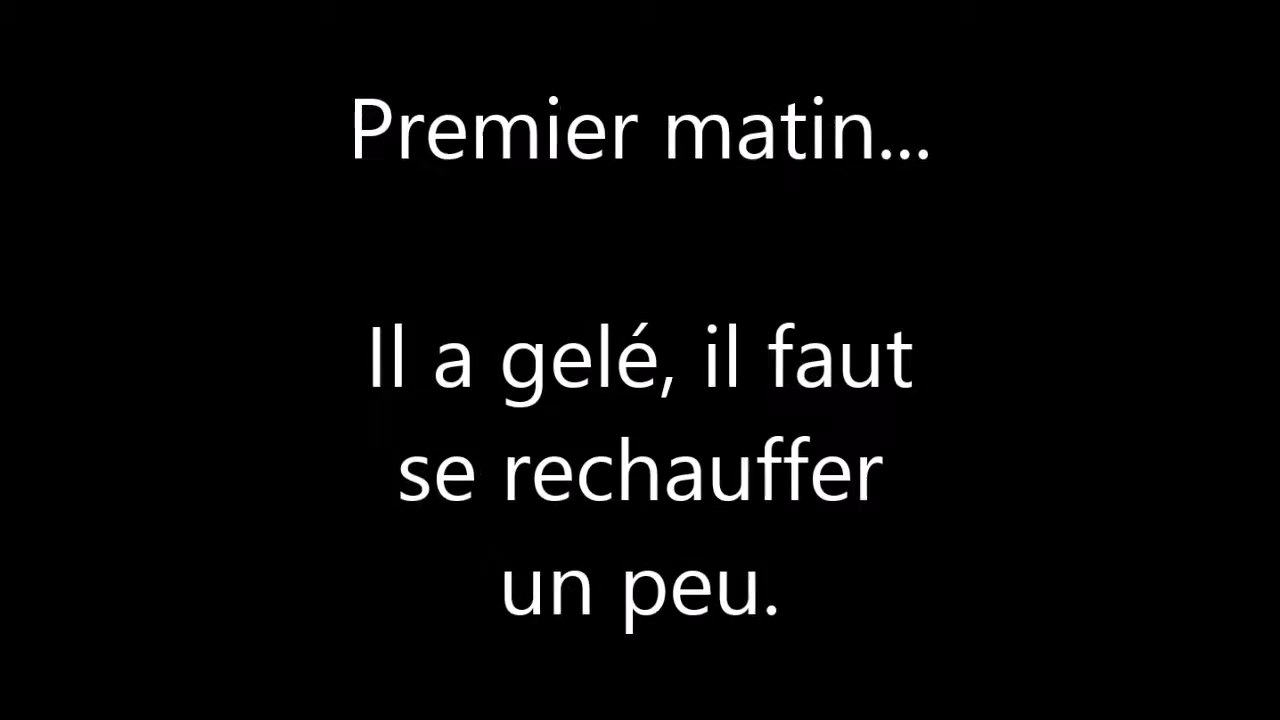 Premier matin...
Il a gelé, il faut
se rechauffer
un peu.